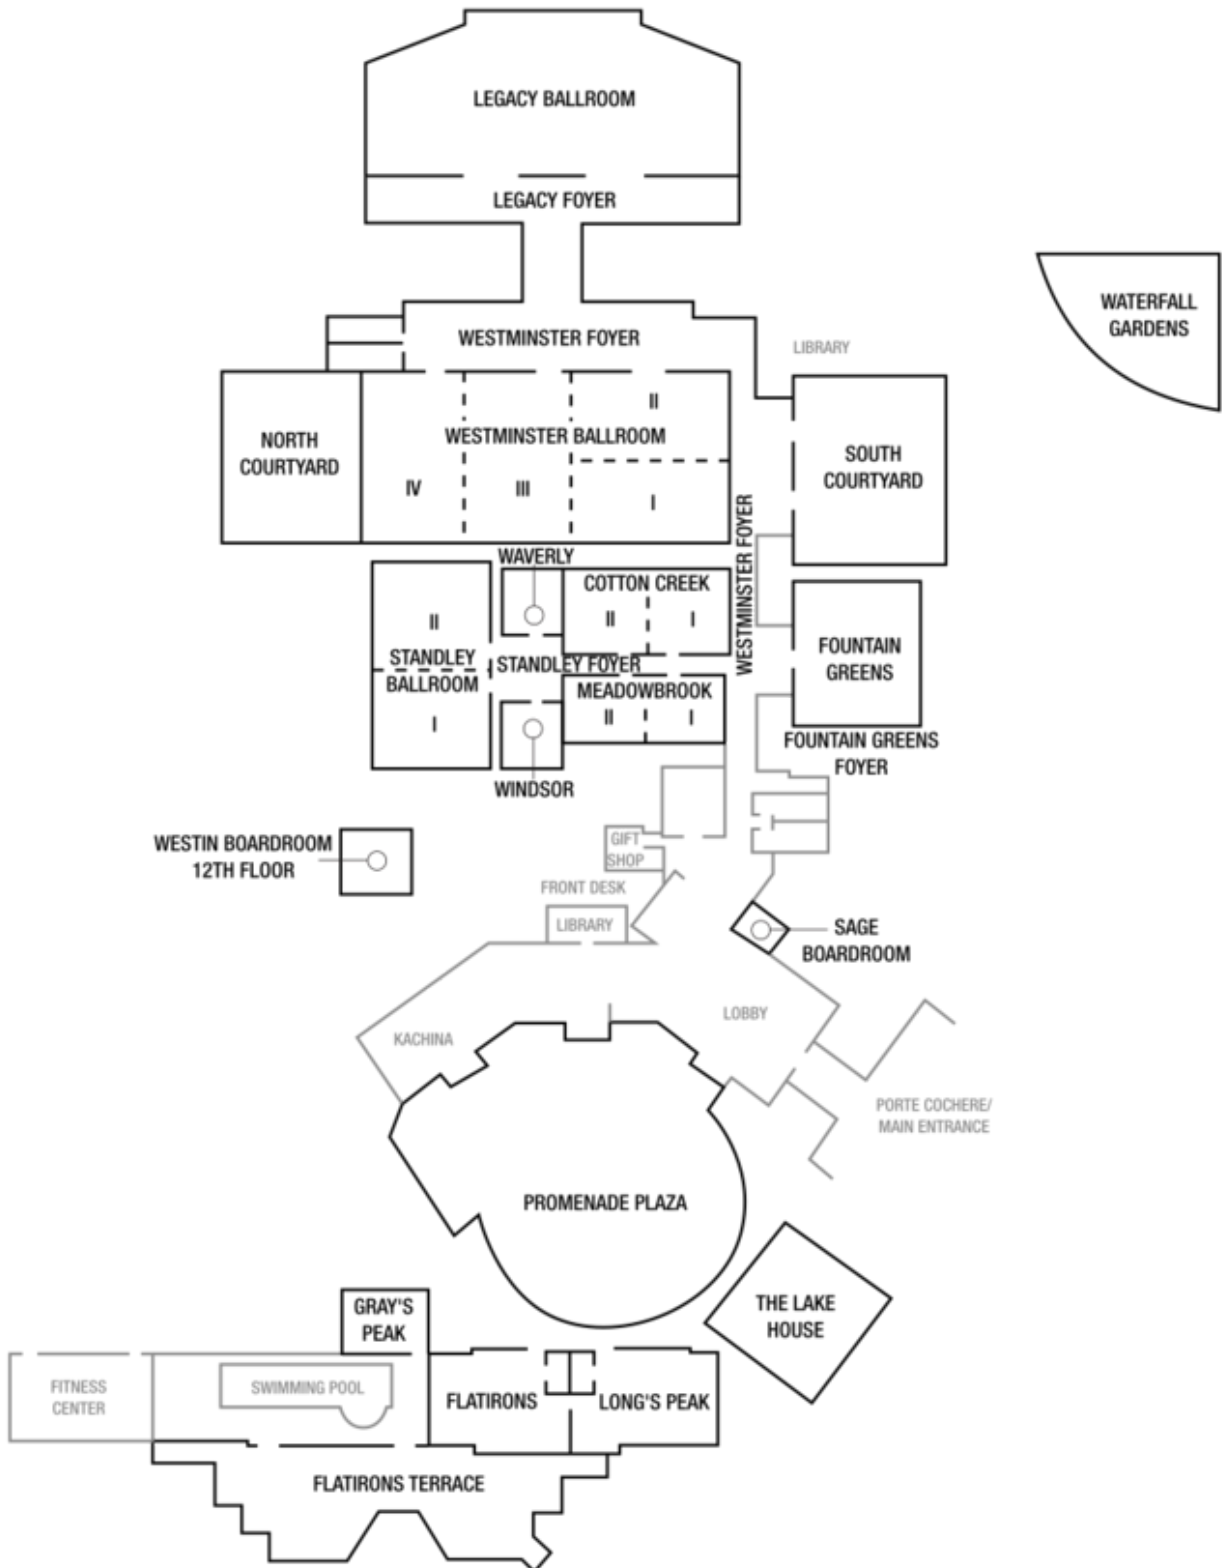 LEGACY BALLROOM
LEGACY FOYER
WATERFALL
GARDENS
WESTMINSTER FOYER
LIBRARY
II
WESTMINSTER BALLROOM
NORTH
COURTYARD
SOUTH
COURTYARD
IV
III
I
WESTMINSTER FOYER
WAVERLY
COTTON CREEK
II
I
II
STANDLEY
BALLROOM
I
STANDLEY FOYER
FOUNTAIN
GREENS
MEADOWBROOK
II
I
FOUNTAIN GREENS
FOYER
WINDSOR
WESTIN BOARDROOM
12TH FLOOR
GIFT
SHOP
FRONT DESK
LIBRARY
SAGE
BOARDROOM
LOBBY
KACHINA
PORTE COCHERE/
MAIN ENTRANCE
PROMENADE PLAZA
THE LAKE
HOUSE
GRAY'S
PEAK
FITNESS
CENTER
SWIMMING POOL
FLATIRONS
LONG'S PEAK
FLATIRONS TERRACE